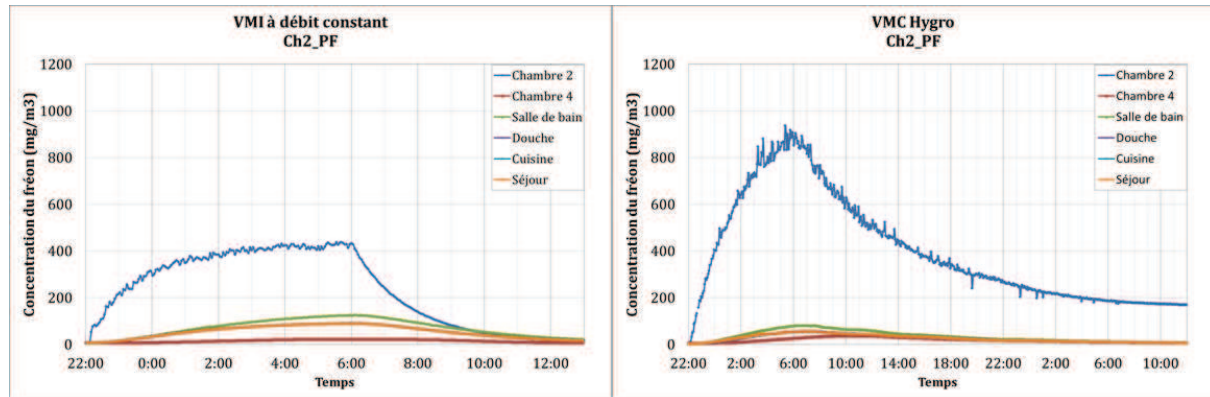 VMI à débit constant
Ch2_PF
Concentration du fréon (mg/m3)
1200
1000
800
600
400
200
0
22:00 0:00 2:00 4:00 6:00 8:00 10:00 12:00
Temps
Chambre 2
Chambre 4
Salle de bain
Douche
Cuisine
Séjour
VMC Hygro
Ch2_PF
Concentration du fréon (mg/m3)
1200
1000
800
600
400
200
0
22:00 2:00 6:00 10:00 14:00 18:00 22:00 2:00 6:00 10:00
Temps
Chambre 2
Chambre 4
Salle de bain
Douche
Cuisine
Séjour